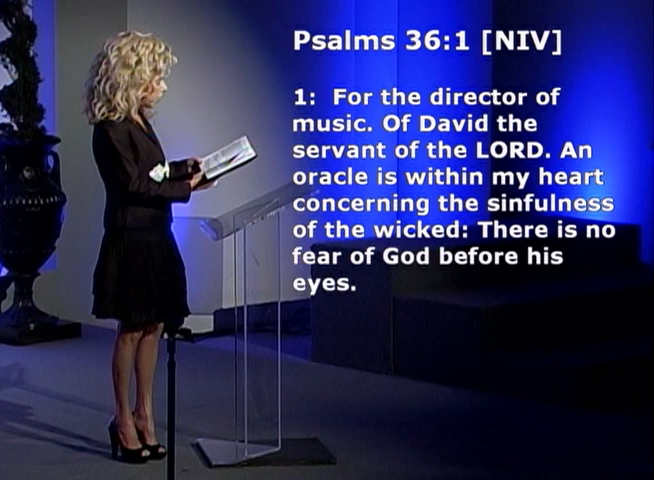 Psalms 36:1 [NIV]
1: For the director of
music. Of David the
servant of the LORD. An
oracle is within my heart
concerning the sinfulness
of the wicked: There is no
fear of God before his
eyes.